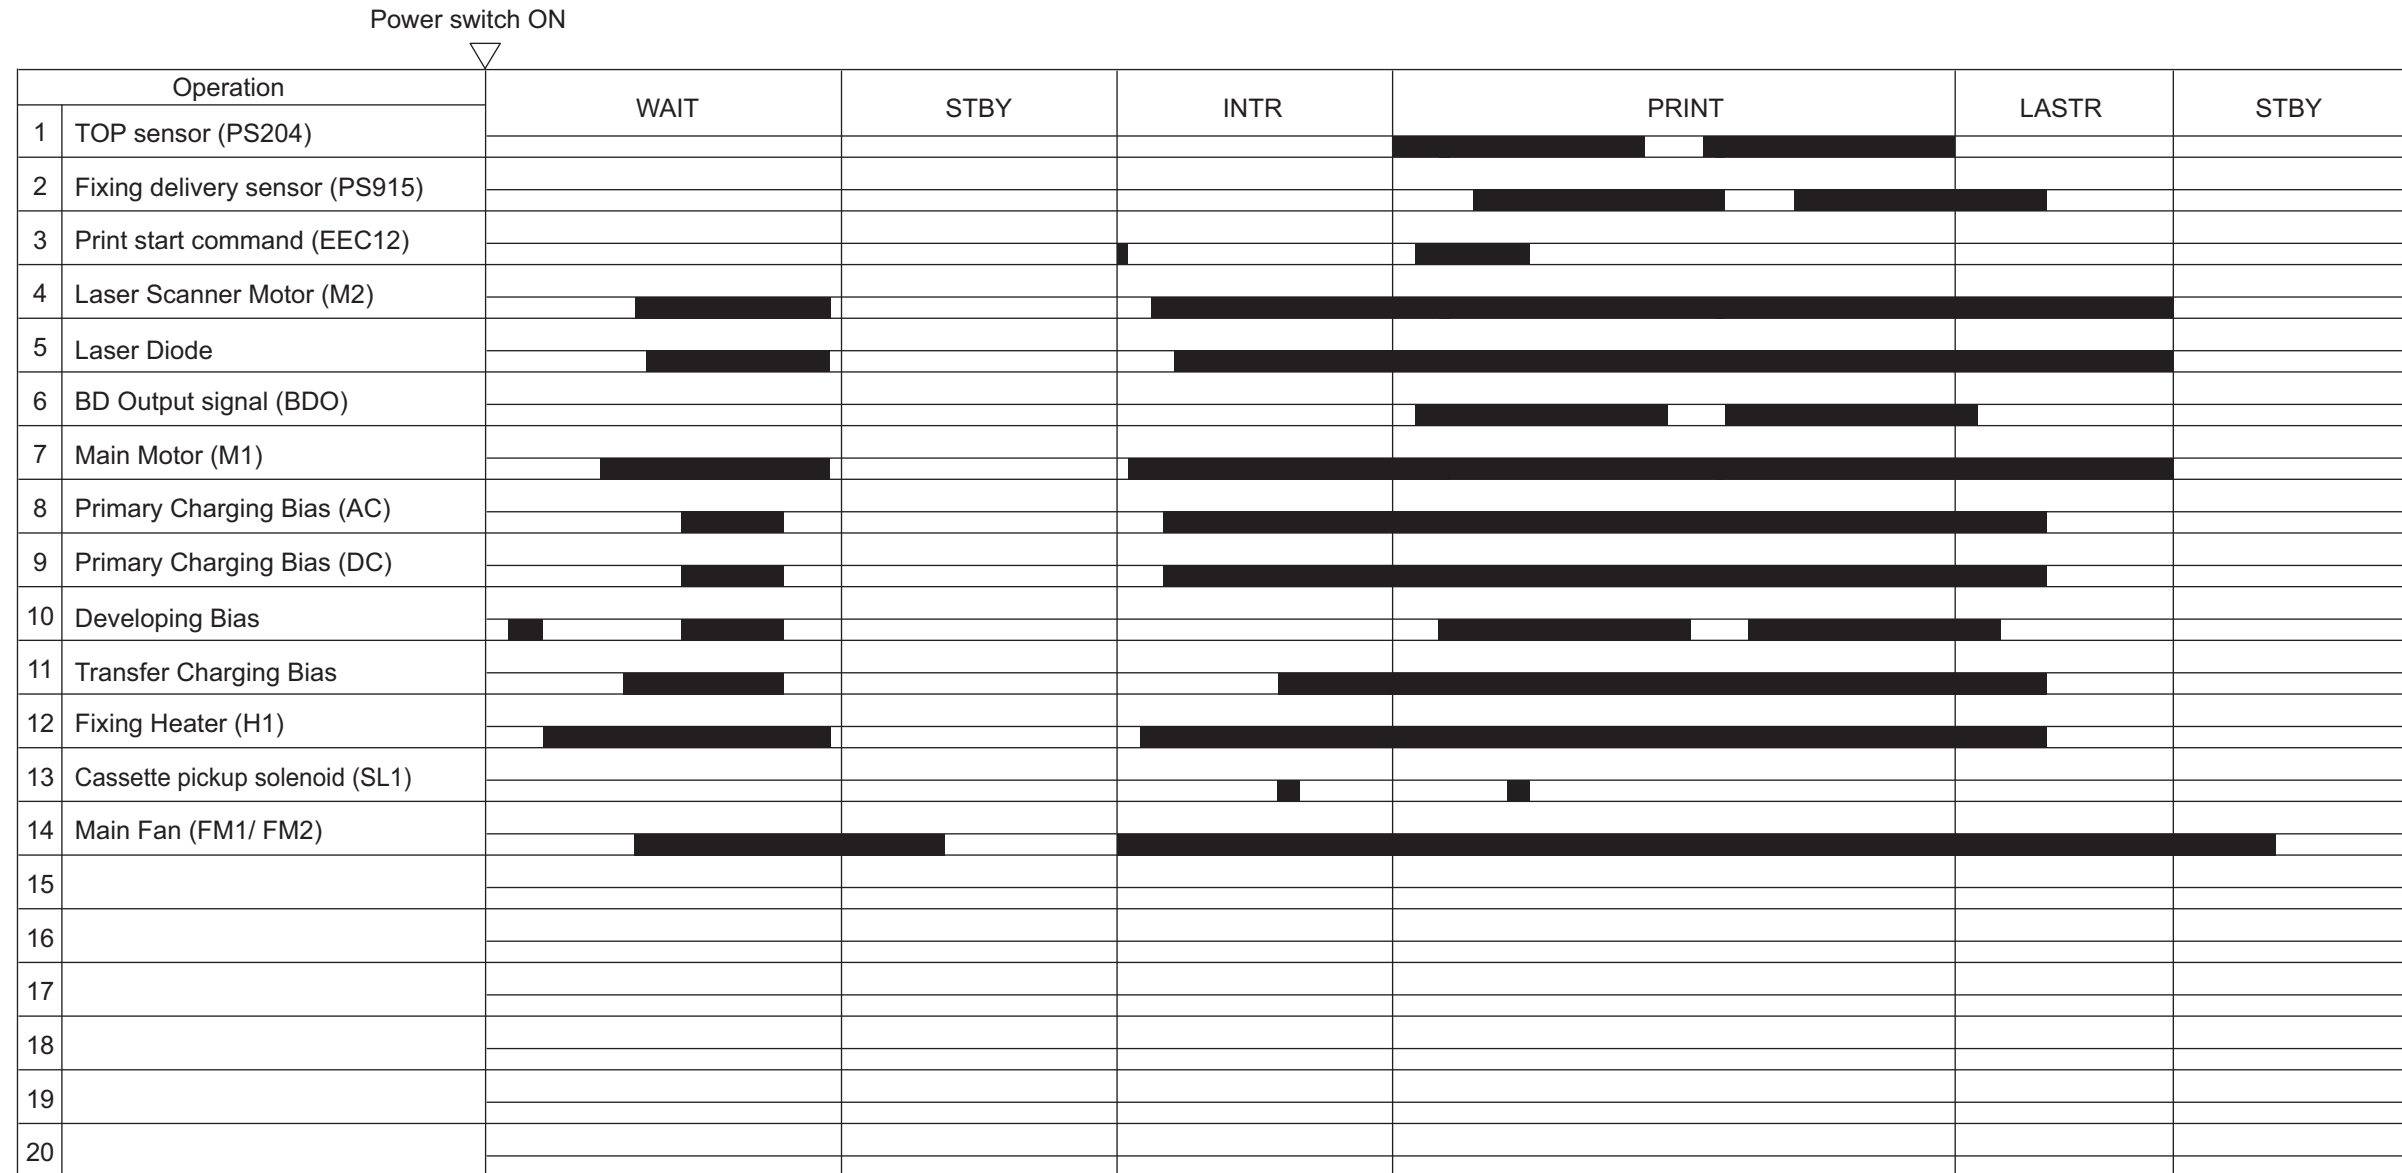 Power switch ON
Operation
WAIT STBY INTR PRINT LASTR STBY
1 TOP sensor (PS204)
2 Fixing delivery sensor (PS915)
3 Print start command (EEC12)
4 Laser Scanner Motor (M2)
5 Laser Diode
6 BD Output signal (BDO)
7 Main Motor (M1)
8 Primary Charging Bias (AC)
9 Primary Charging Bias (DC)
10 Developing Bias
11 Transfer Charging Bias
12 Fixing Heater (H1)
13 Cassette pickup solenoid (SL1)
14 Main Fan (FM1/ FM2)
15
16
17
18
19
20